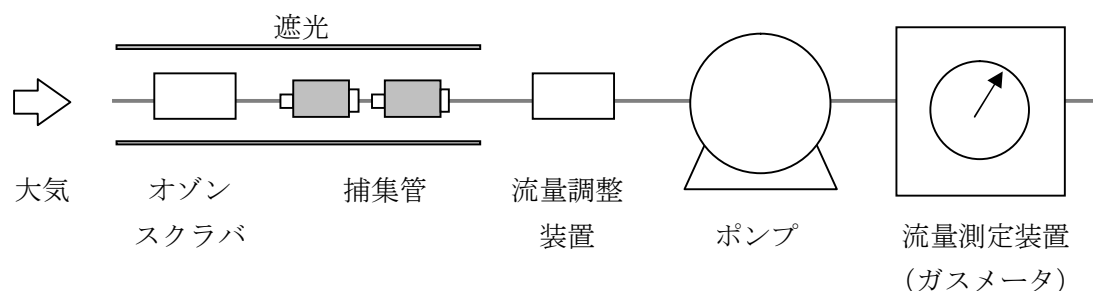 遮光
大気
オゾン
スクラバ
捕集管
流量調整
装置
ポンプ
流量測定装置
（ガスメータ）